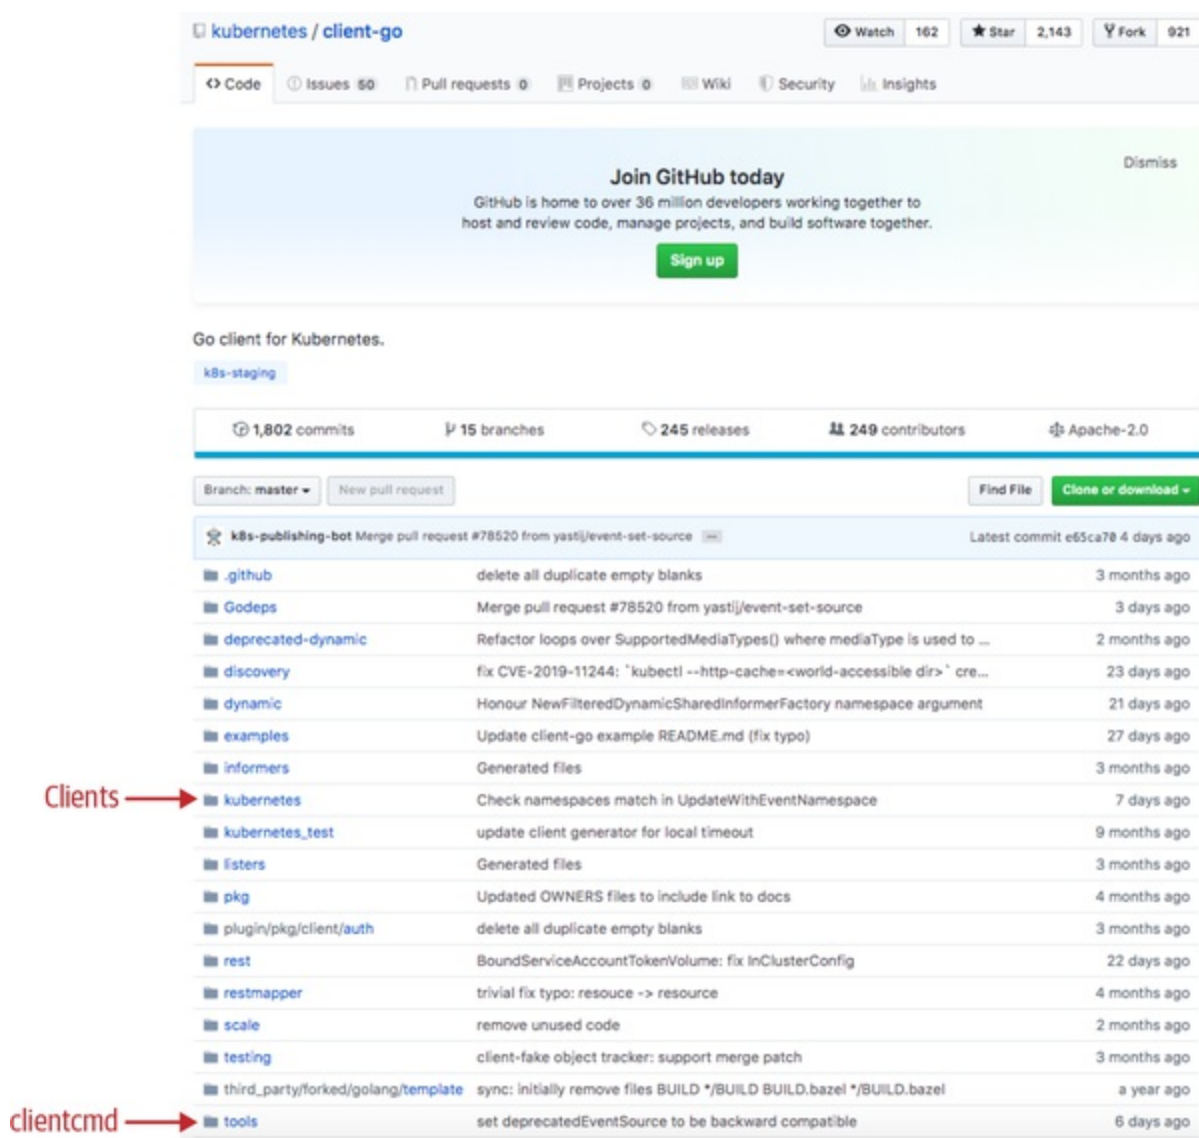 kubernetes / client-go
Watch 162 Star 2,143 Fork 921
Code Issues 50 Pull requests 0 Projects 0 Wiki Security Insights
Dismiss
Join GitHub today
GitHub is home to over 36 million developers working together to
host and review code, manage projects, and build software together.
Sign up
Go client for Kubernetes.
k8s-staging
1,802 commits 15 branches 245 releases 249 contributors Apache-2.0
Branch: master New pull request Find File Clone or download
k8s-publishing-bot Merge pull request #78520 from yastij/event-set-source ... Latest commit e65ca70 4 days ago
.github delete all duplicate empty blanks 3 months ago
Godeps Merge pull request #78520 from yastij/event-set-source 3 days ago
deprecated-dynamic Refactor loops over SupportedMediaTypes() where mediaType is used to ... 2 months ago
discovery fix CVE-2019-11244: `kubectl --http-cache=<world-accessible dir>` cre... 23 days ago
dynamic Honour NewFilteredDynamicSharedInformerFactory namespace argument 21 days ago
examples Update client-go example README.md (fix typo) 27 days ago
informers Generated files 3 months ago
Clients kubernetes Check namespaces match in UpdateWithEventNamespace 7 days ago
kubernetes_test update client generator for local timeout 9 months ago
listers Generated files 3 months ago
pkg Updated OWNERS files to include link to docs 4 months ago
plugin/pkg/client/auth delete all duplicate empty blanks 3 months ago
rest BoundServiceAccountTokenVolume: fix InClusterConfig 22 days ago
restmapper trivial fix typo: resouce -> resource 4 months ago
scale remove unused code 2 months ago
testing client-fake object tracker: support merge patch 3 months ago
third_party/forked/golang/template sync: initially remove files BUILD */BUILD BUILD.bazel */BUILD.bazel a year ago
clientcmd tools set deprecatedEventSource to be backward compatible 6 days ago